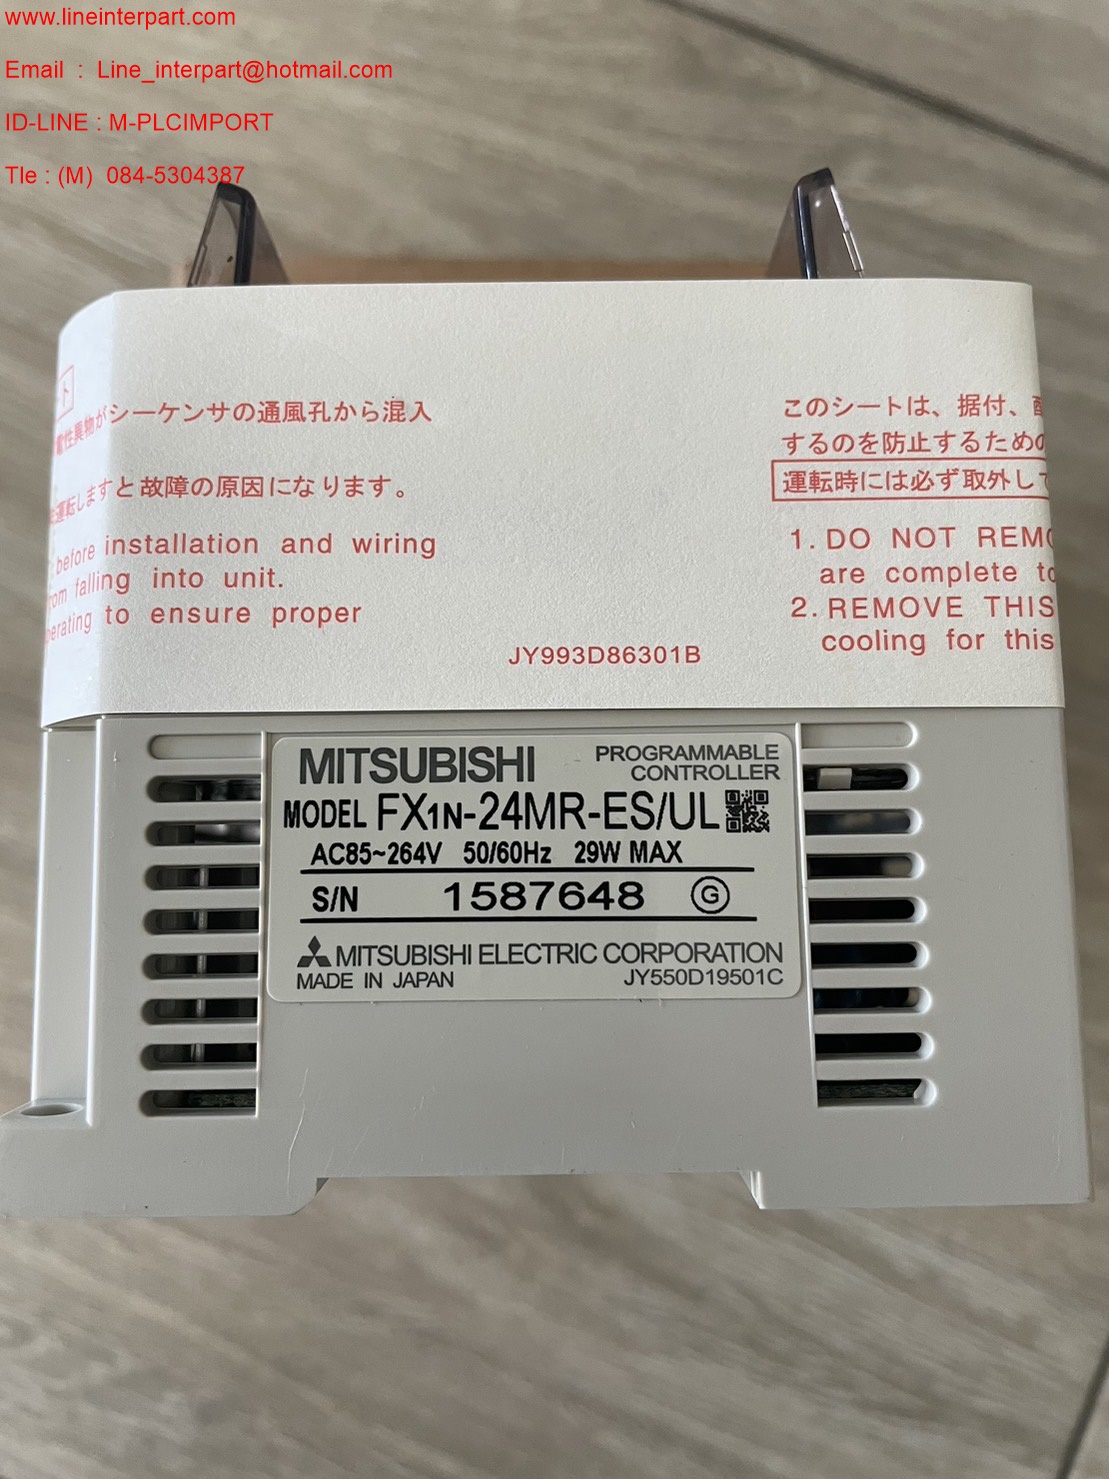 www.lineinterpart.com
Email : Line_interpart@hotmail.com
ID-LINE : M-PLCIMPORT
Tle : (M) 084-5304387
ート
電性異物がシーケンサの通風孔から混入
運転しますと故障の原因になります。
before installation and wiring
from falling into unit.
operating to ensure proper
JY993D86301B
このシートは、据付、配
するのを防止するための
運転時には必ず取外して
1. DO NOT REMO
are complete to
2. REMOVE THIS
cooling for this
MITSUBISHI PROGRAMMABLE
CONTROLLER
MODEL FX1N-24MR-ES/UL
AC85~264V 50/60Hz 29W MAX
S/N 1587648 G
MITSUBISHI ELECTRIC CORPORATION
MADE IN JAPAN JY550D19501C